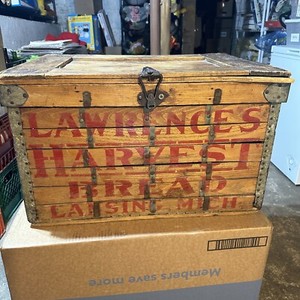 LAWRENCE'S
HARVEST
BREAD
LANSING, MICH.
Members save more